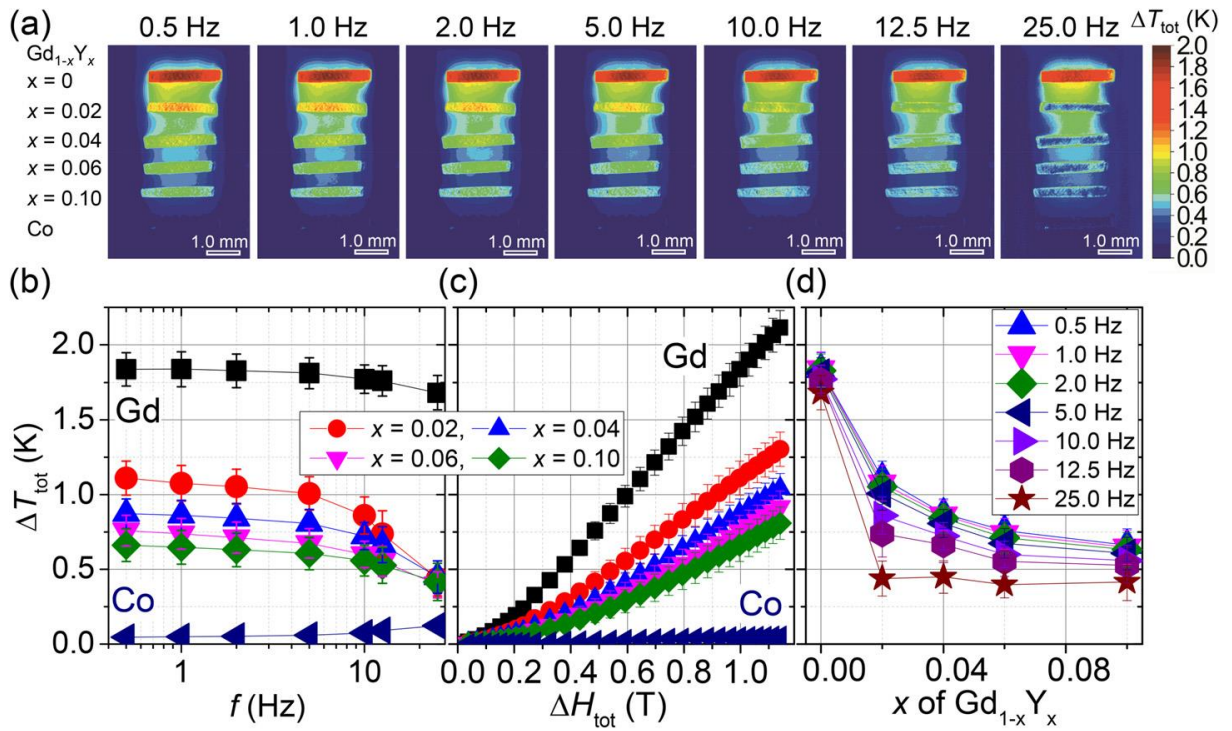 (a)
0.5 Hz 1.0 Hz 2.0 Hz 5.0 Hz 10.0 Hz 12.5 Hz 25.0 Hz
ΔTtot (K)
Gd1-xYx
x = 0
x = 0.02
x = 0.04
x = 0.06
x = 0.10
Co
1.0 mm 1.0 mm 1.0 mm 1.0 mm 1.0 mm 1.0 mm 1.0 mm
2.0
1.8
1.6
1.4
1.2
1.0
0.8
0.6
0.4
0.2
0.0
(b)
ΔTtot (K)
2.0
1.5
1.0
0.5
0.0
Gd
Co
1 10
f (Hz)
x = 0.02, x = 0.04
x = 0.06, x = 0.10
(c)
Gd
Co
0.0 0.2 0.4 0.6 0.8 1.0
ΔHtot (T)
(d)
0.5 Hz
1.0 Hz
2.0 Hz
5.0 Hz
10.0 Hz
12.5 Hz
25.0 Hz
0.00 0.04 0.08
x of Gd1-xYx